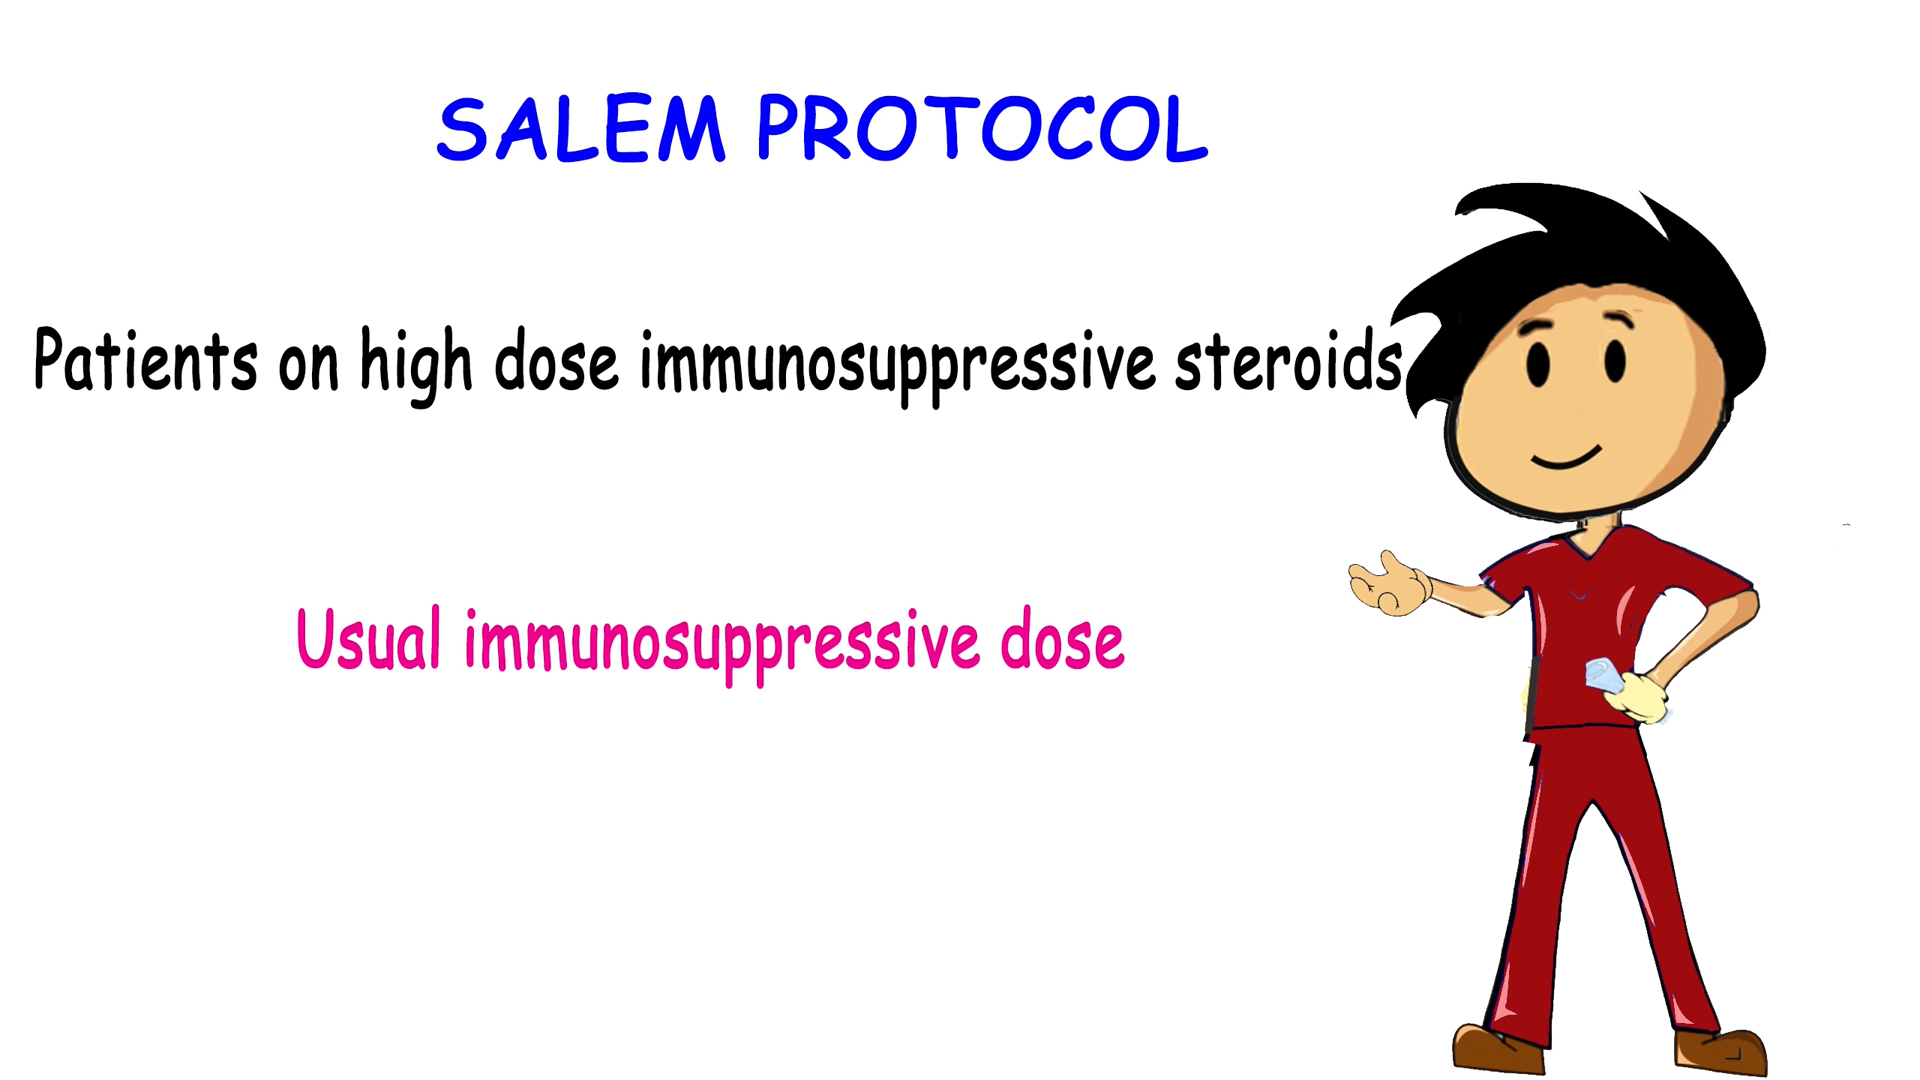 SALEM PROTOCOL
Patients on high dose immunosuppressive steroids
Usual immunosuppressive dose